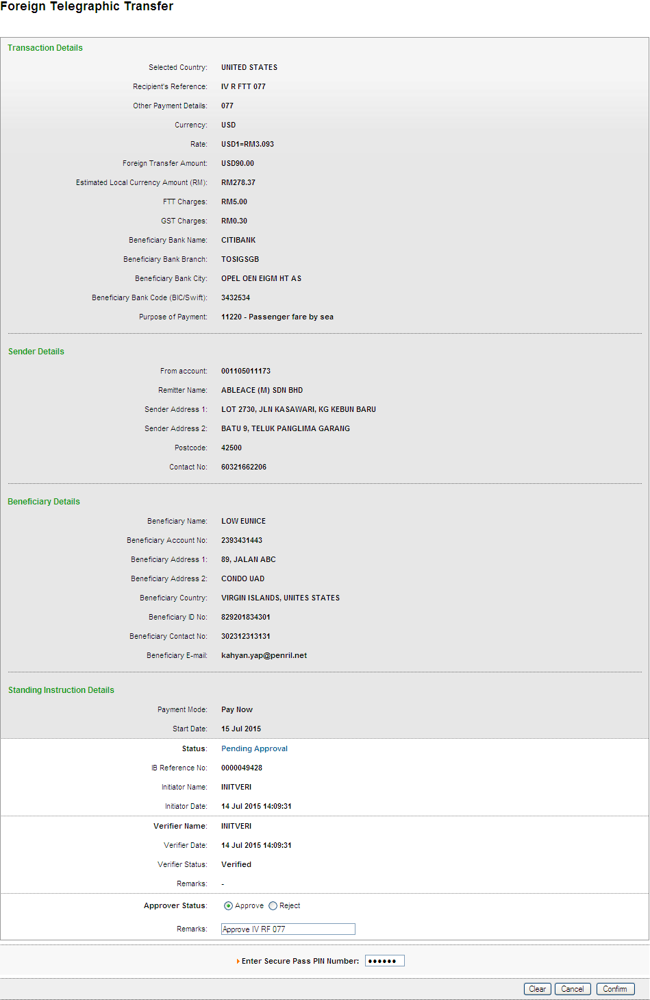 Foreign Telegraphic Transfer
Transaction Details
Selected Country: UNITED STATES
Recipient's Reference: IV R FTT 077
Other Payment Details: 077
Currency: USD
Rate: USD1=RM3.093
Foreign Transfer Amount: USD90.00
Estimated Local Currency Amount (RM): RM278.37
FTT Charges: RM5.00
GST Charges: RM0.30
Beneficiary Bank Name: CITIBANK
Beneficiary Bank Branch: TOSIGSGB
Beneficiary Bank City: OPEL OEN EIGM HT AS
Beneficiary Bank Code (BIC/Swift): 3432534
Purpose of Payment: 11220 - Passenger fare by sea
Sender Details
From account: 001105011173
Remitter Name: ABLEACE (M) SDN BHD
Sender Address 1: LOT 2730, JLN KASAWARI, KG KEBUN BARU
Sender Address 2: BATU 9, TELUK PANGLIMA GARANG
Postcode: 42500
Contact No: 60321662206
Beneficiary Details
Beneficiary Name: LOW EUNICE
Beneficiary Account No: 2393431443
Beneficiary Address 1: 89, JALAN ABC
Beneficiary Address 2: CONDO UAD
Beneficiary Country: VIRGIN ISLANDS, UNITES STATES
Beneficiary ID No: 829201834301
Beneficiary Contact No: 302312313131
Beneficiary E-mail: kahyan.yap@penril.net
Standing Instruction Details
Payment Mode: Pay Now
Start Date: 15 Jul 2015
Status: Pending Approval
IB Reference No: 0000049428
Initiator Name: INITVERI
Initiator Date: 14 Jul 2015 14:09:31
Verifier Name: INITVERI
Verifier Date: 14 Jul 2015 14:09:31
Verifier Status: Verified
Remarks: -
Approver Status: Approve Reject
Remarks: Approve IV RF 077
Enter Secure Pass PIN Number: ••••••
Clear Cancel Confirm